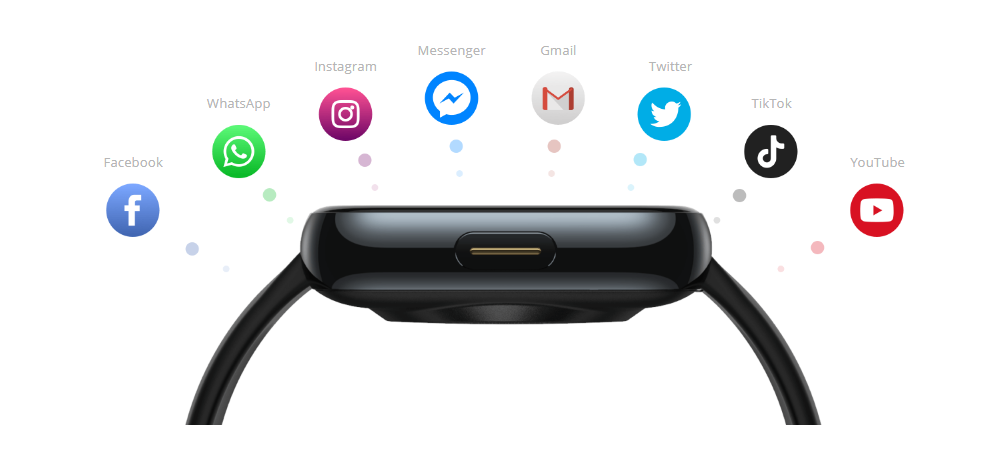 Facebook
WhatsApp
Instagram
Messenger
Gmail
Twitter
TikTok
YouTube